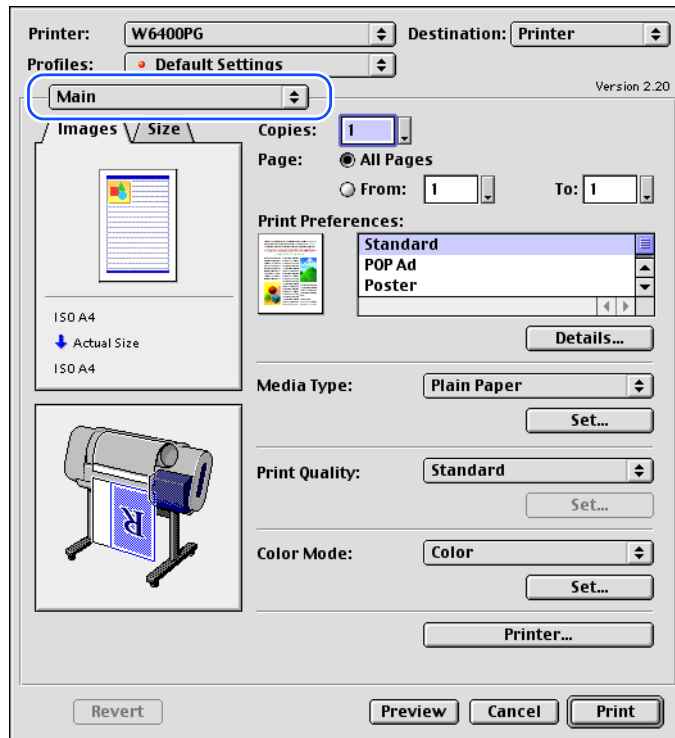 Printer: W6400PG Destination: Printer
Profiles: Default Settings
Version 2.20
Main
Images Size
Copies: 1
Page: All Pages
From: 1 To: 1
Print Preferences:
Standard
POP Ad
Poster
ISO A4
Actual Size
ISO A4
Details...
Media Type: Plain Paper
Set...
Print Quality: Standard
Set...
R
Color Mode: Color
Set...
Printer...
Revert Preview Cancel Print